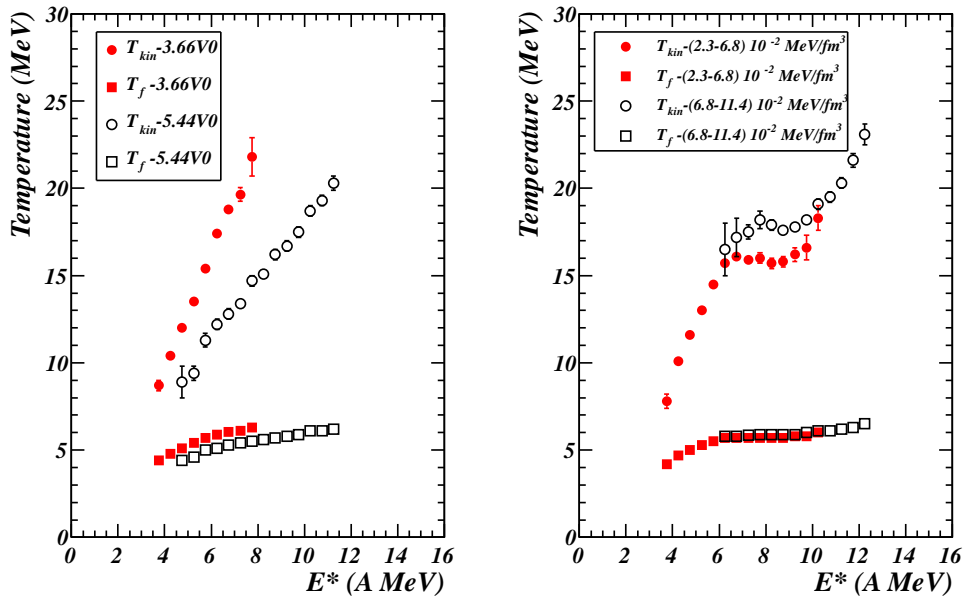 Temperature (MeV)
30
25
20
15
10
5
0
T_kin-3.66V0
T_f-3.66V0
T_kin-5.44V0
T_f-5.44V0
0 2 4 6 8 10 12 14 16
E* (A MeV)
Temperature (MeV)
30
25
20
15
10
5
0
T_kin-(2.3-6.8) 10^-2 MeV/fm^3
T_f-(2.3-6.8) 10^-2 MeV/fm^3
T_kin-(6.8-11.4) 10^-2 MeV/fm^3
T_f-(6.8-11.4) 10^-2 MeV/fm^3
0 2 4 6 8 10 12 14 16
E* (A MeV)